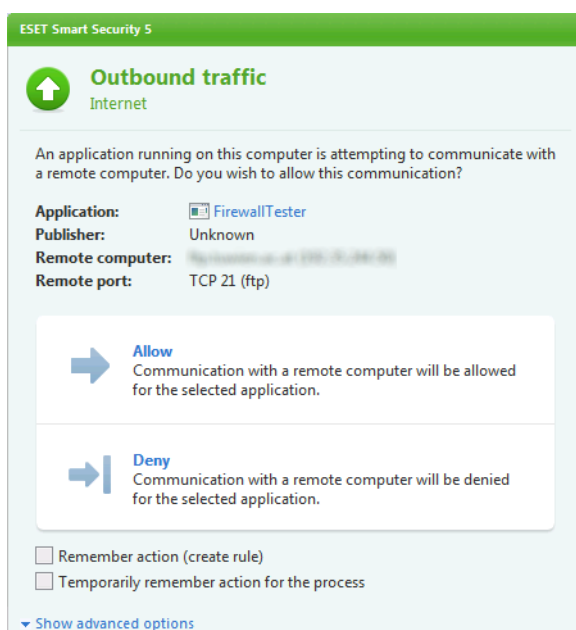 ESET Smart Security 5
Outbound traffic
Internet
An application running on this computer is attempting to communicate with
a remote computer. Do you wish to allow this communication?
Application: FirewallTester
Publisher: Unknown
Remote computer:
Remote port: TCP 21 (ftp)
Allow
Communication with a remote computer will be allowed
for the selected application.
Deny
Communication with a remote computer will be denied
for the selected application.
Remember action (create rule)
Temporarily remember action for the process
Show advanced options